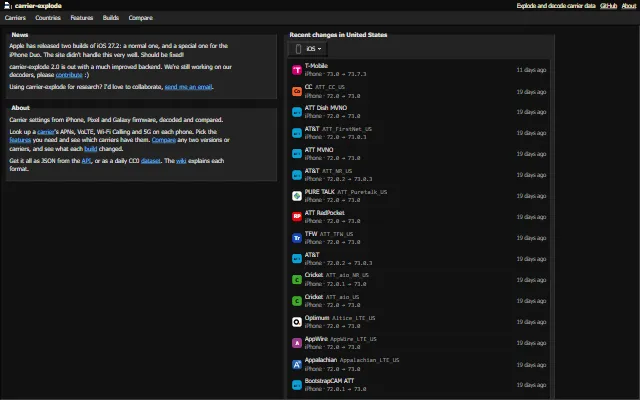 carrier-explode
Explode and decode carrier data GitHub About
Carriers Countries Features Builds Compare
News
Apple has released two builds of iOS 27.2: a normal one, and a special one for the
iPhone Duo. The site didn't handle this very well. Should be fixed!
carrier-explode 2.0 is out with a much improved backend. We're still working on our
decoders, please contribute :)
Using carrier-explode for research? I'd love to collaborate, send me an email.
About
Carrier settings from iPhone, Pixel and Galaxy firmware, decoded and compared.
Look up a carrier's APNs, VoLTE, Wi-Fi Calling and 5G on each phone. Pick the
features you need and see which carriers have them. Compare any two versions or
carriers, and see what each build changed.
Get it all as JSON from the API, or as a daily CC0 dataset. The wiki explains each
format.
Recent changes in United States
iOS
T-Mobile
iPhone · 73.0 → 73.7.3
11 days ago
CC ATT_CC_US
iPhone · 72.0 → 73.0
19 days ago
ATT Dish MVNO
iPhone · 72.0 → 73.0
19 days ago
AT&T ATT_FirstNet_US
iPhone · 72.0 → 73.0.3
19 days ago
ATT MVNO
iPhone · 72.0 → 73.0
19 days ago
AT&T ATT_NR_US
iPhone · 72.0.2 → 73.0.3
19 days ago
PURE TALK ATT_Puretalk_US
iPhone · 72.0 → 73.0
19 days ago
RP
ATT RedPocket
iPhone · 72.0 → 73.0
19 days ago
Tr
TFW ATT_TFW_US
iPhone · 72.0 → 73.0
19 days ago
AT&T
iPhone · 72.0.2 → 73.0.3
19 days ago
Cricket ATT_aio_NR_US
iPhone · 72.0.1 → 73.0
19 days ago
Cricket ATT_aio_US
iPhone · 72.0 → 73.0
19 days ago
Optimum Altice_LTE_US
iPhone · 72.0 → 73.0
19 days ago
A
AppWire AppWire_LTE_US
iPhone · 72.0 → 73.0
19 days ago
Appalachian Appalachian_LTE_US
iPhone · 72.0 → 73.0
19 days ago
BootstrapCAM ATT
iPhone · 72.0.1 → 73.0
19 days ago